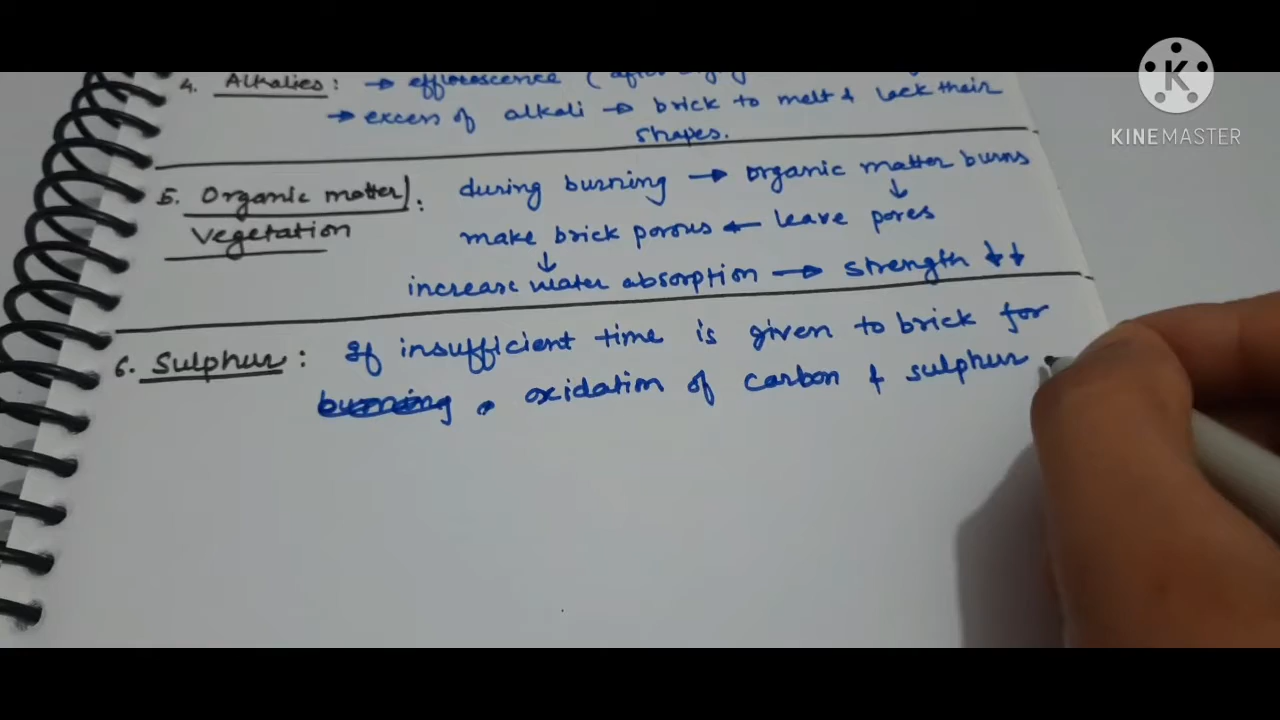 4. Alkalies : → efflorescence ( after
→ excess of alkali → brick to melt & lack their
shapes.
5. Organic matter/ : during burning → organic matter burns
↓
Vegetation make brick porous ← leave pores
↓
increase water absorption → strength ↓↓
6. Sulphur : If insufficient time is given to brick for
burning , oxidation of carbon & sulphur
K
KINEMASTER